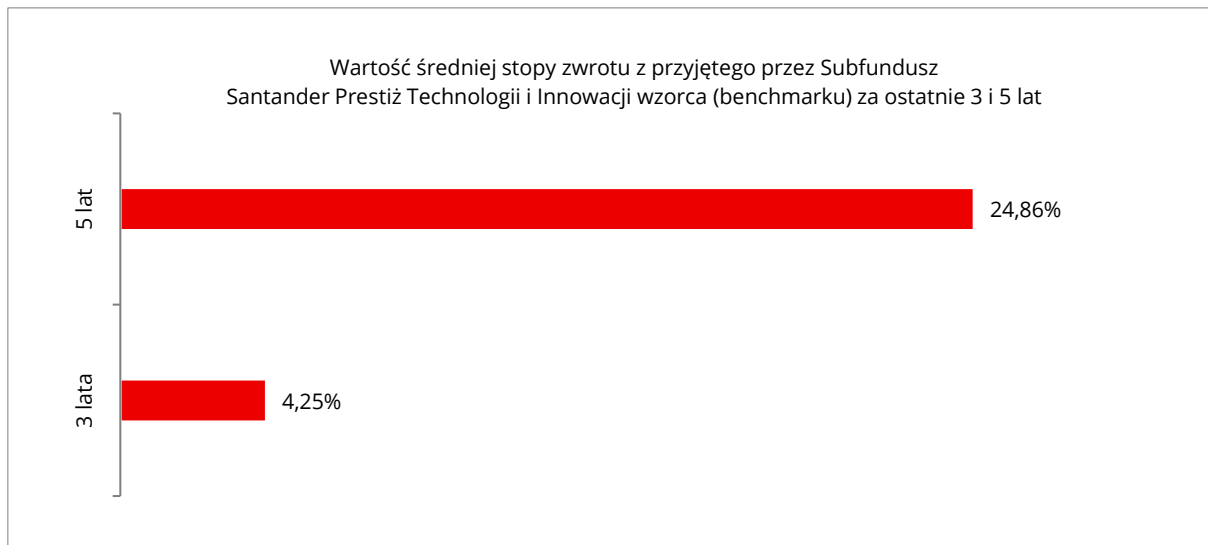 Wartość średniej stopy zwrotu z przyjętego przez Subfundusz
Santander Prestiż Technologii i Innowacji wzorca (benchmarku) za ostatnie 3 i 5 lat
5 lat
24,86%
3 lata
4,25%